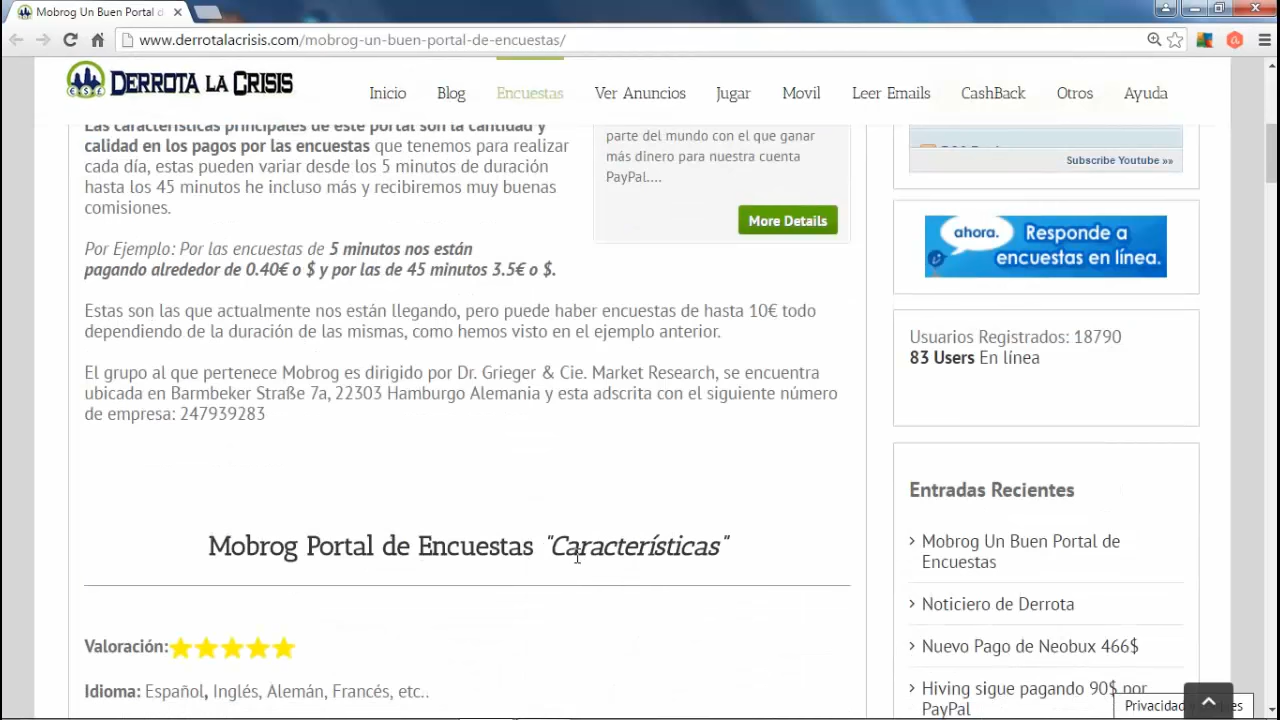 Mobrog Un Buen Portal d
www.derrotalacrisis.com/mobrog-un-buen-portal-de-encuestas/
DERROTA LA CRISIS
Inicio Blog Encuestas Ver Anuncios Jugar Movil Leer Emails CashBack Otros Ayuda
Las características principales de este portal son la cantidad y
calidad en los pagos por las encuestas que tenemos para realizar
cada día, estas pueden variar desde los 5 minutos de duración
hasta los 45 minutos he incluso más y recibiremos muy buenas
comisiones.
parte del mundo con el que ganar
más dinero para nuestra cuenta
PayPal....
More Details
Por Ejemplo: Por las encuestas de 5 minutos nos están
pagando alrededor de 0.40€ o $ y por las de 45 minutos 3.5€ o $.
Estas son las que actualmente nos están llegando, pero puede haber encuestas de hasta 10€ todo
dependiendo de la duración de las mismas, como hemos visto en el ejemplo anterior.
El grupo al que pertenece Mobrog es dirigido por Dr. Grieger & Cie. Market Research, se encuentra
ubicada en Barmbeker Straße 7a, 22303 Hamburgo Alemania y esta adscrita con el siguiente número
de empresa: 247939283
Mobrog Portal de Encuestas "Características"
Valoración:
Idioma: Español, Inglés, Alemán, Francés, etc..
Subscribe Youtube »»
ahora.
Responde a
encuestas en línea.
Usuarios Registrados: 18790
83 Users En línea
Entradas Recientes
Mobrog Un Buen Portal de
Encuestas
Noticiero de Derrota
Nuevo Pago de Neobux 466$
Hiving sigue pagando 90$ por
PayPal